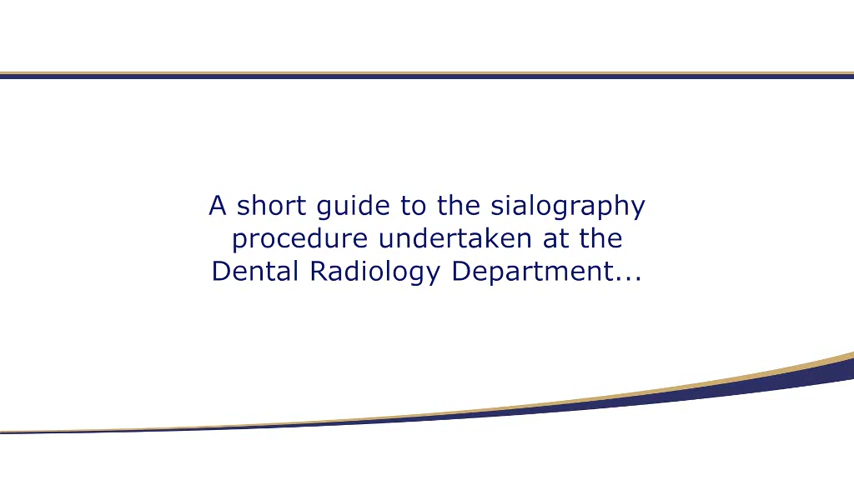 A short guide to the sialography
procedure undertaken at the
Dental Radiology Department...